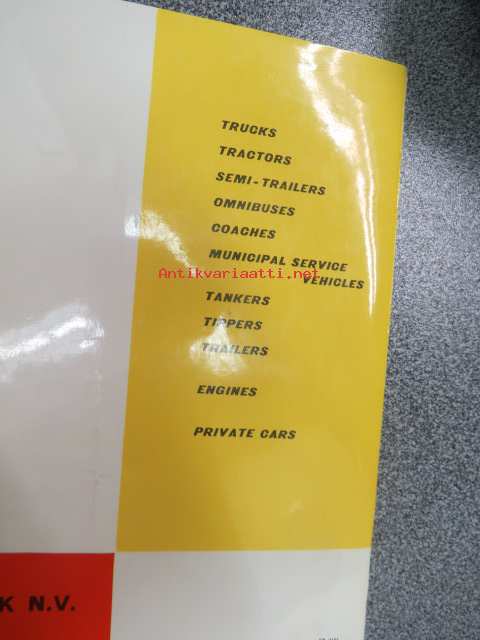 TRUCKS
TRACTORS
SEMI-TRAILERS
OMNIBUSES
COACHES
MUNICIPAL SERVICE
VEHICLES
Antikvariaatti.net
TANKERS
TIPPERS
TRAILERS
ENGINES
PRIVATE CARS
K N.V.